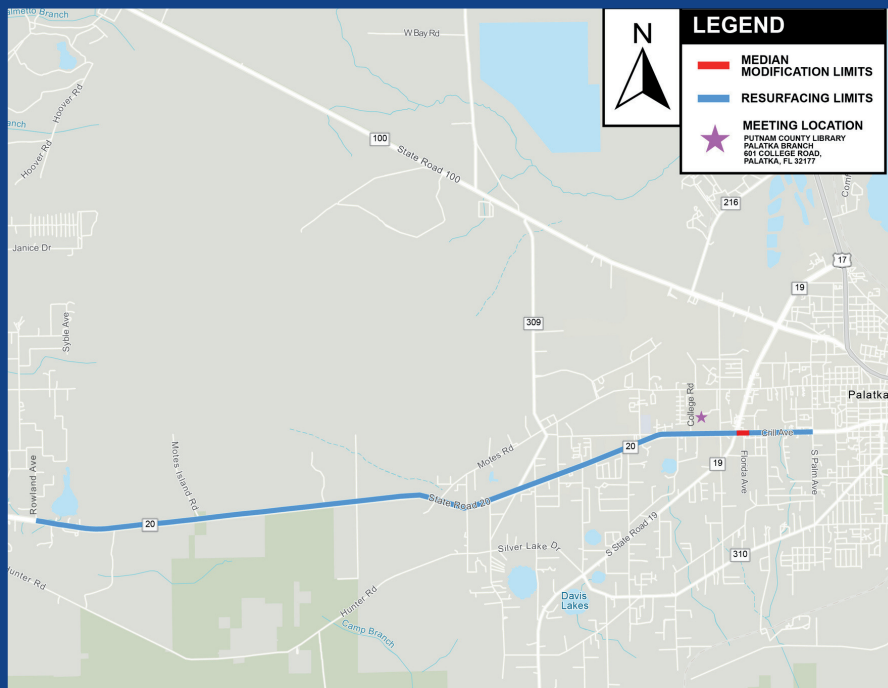 Palmetto Branch
W Bay Rd
N
LEGEND
MEDIAN
MODIFICATION LIMITS
RESURFACING LIMITS
MEETING LOCATION
PUTNAM COUNTY LIBRARY
PALATKA BRANCH
601 COLLEGE ROAD,
PALATKA, FL 32177
Hoover Rd
Hoover Rd
100
State Road 100
216
17
19
Janice Dr
309
Syble Ave
College Rd
Palatka
Crill Ave
20
Motes Rd
19
Florida Ave
S Palm Ave
Rowland Ave
Motes Island Rd
State Road 20
20
S State Road 19
Silver Lake Dr
310
Hunter Rd
Hunter Rd
Davis
Lakes
Camp Branch